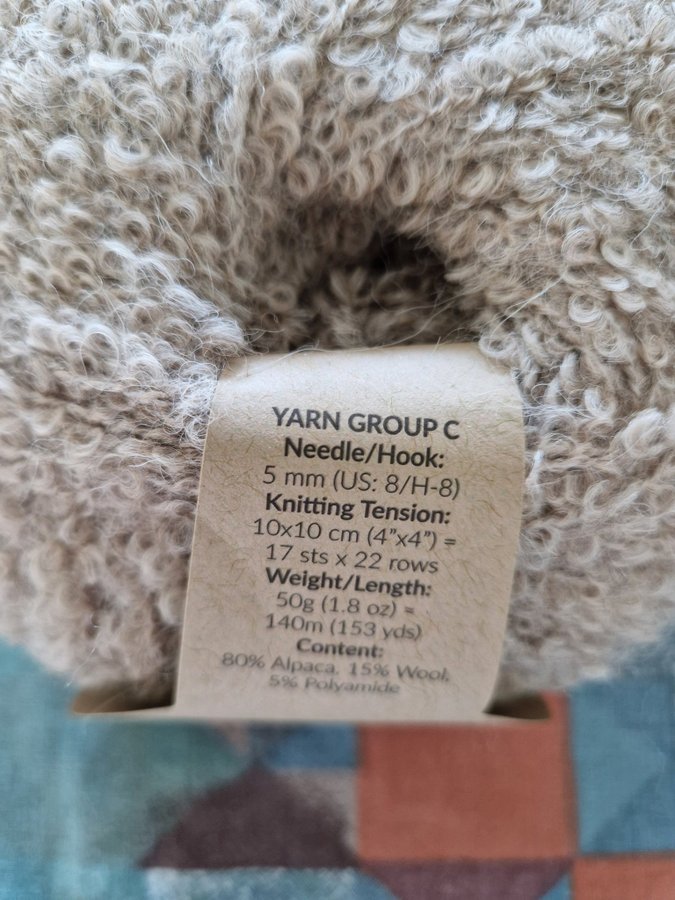 YARN GROUP C
Needle/Hook:
5 mm (US: 8/H-8)
Knitting Tension:
10x10 cm (4”x4”) =
17 sts x 22 rows
Weight/Length:
50g (1.8 oz) =
140m (153 yds)
Content:
80% Alpaca, 15% Wool,
5% Polyamide